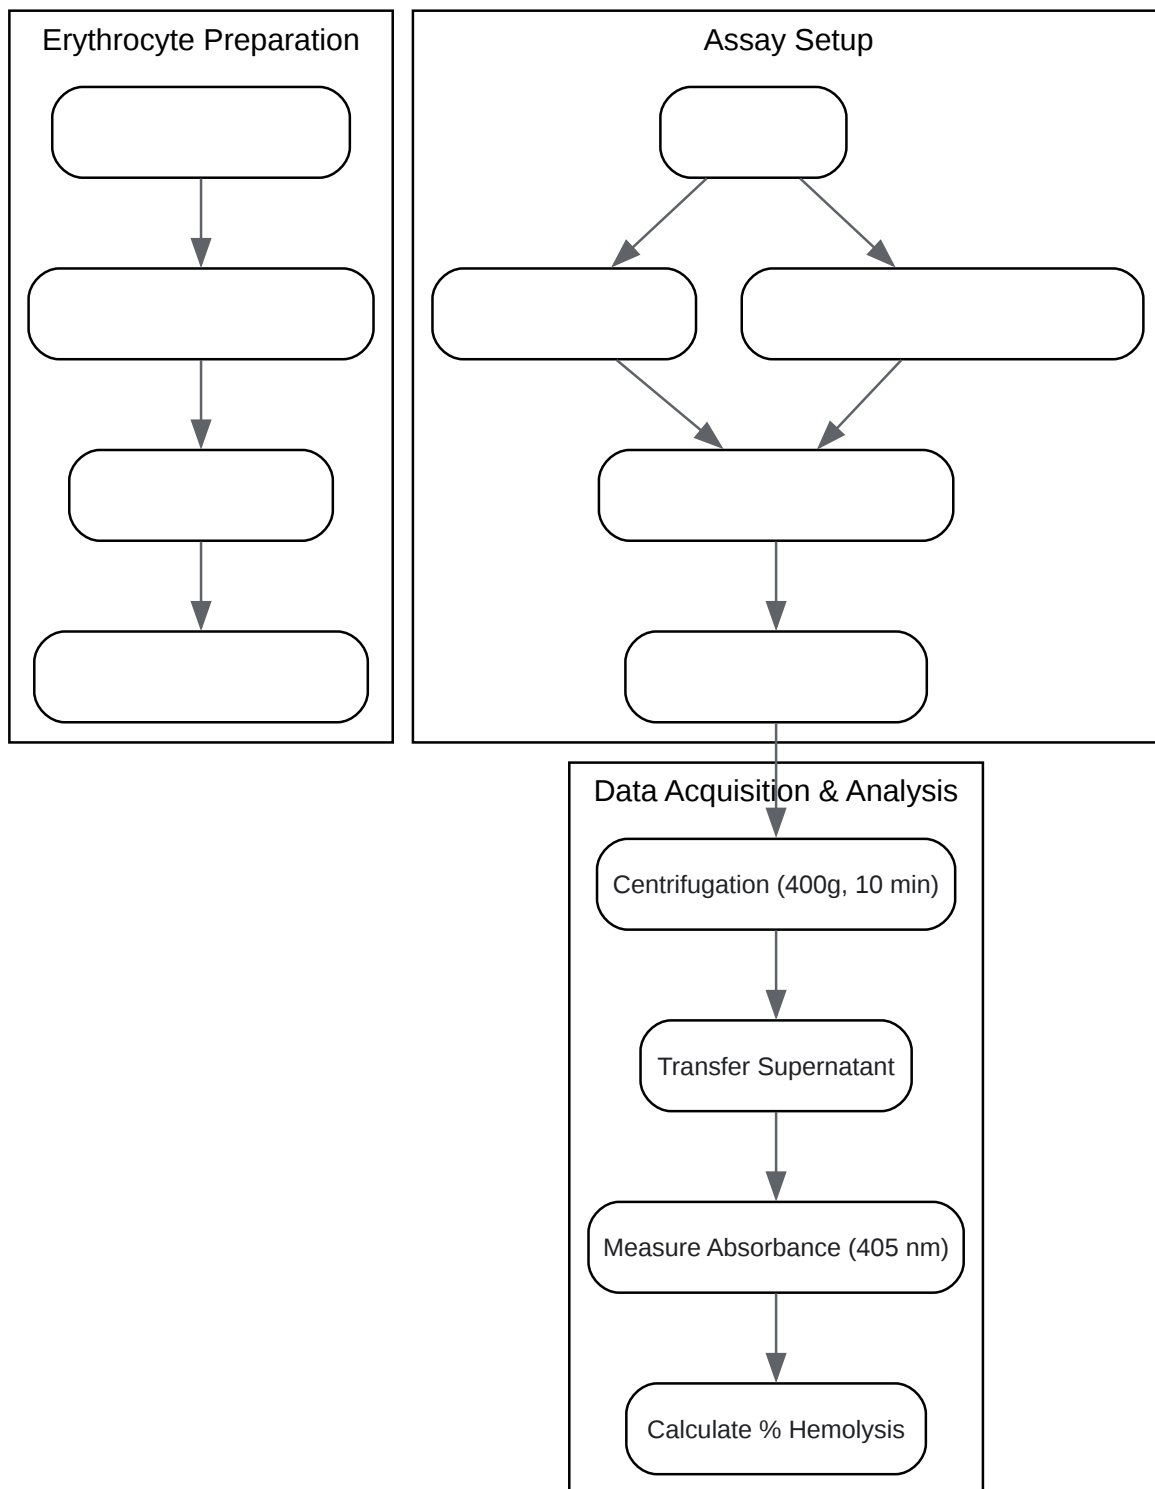 Erythrocyte Preparation
Assay Setup
Data Acquisition & Analysis
Centrifugation (400g, 10 min)
Transfer Supernatant
Measure Absorbance (405 nm)
Calculate % Hemolysis